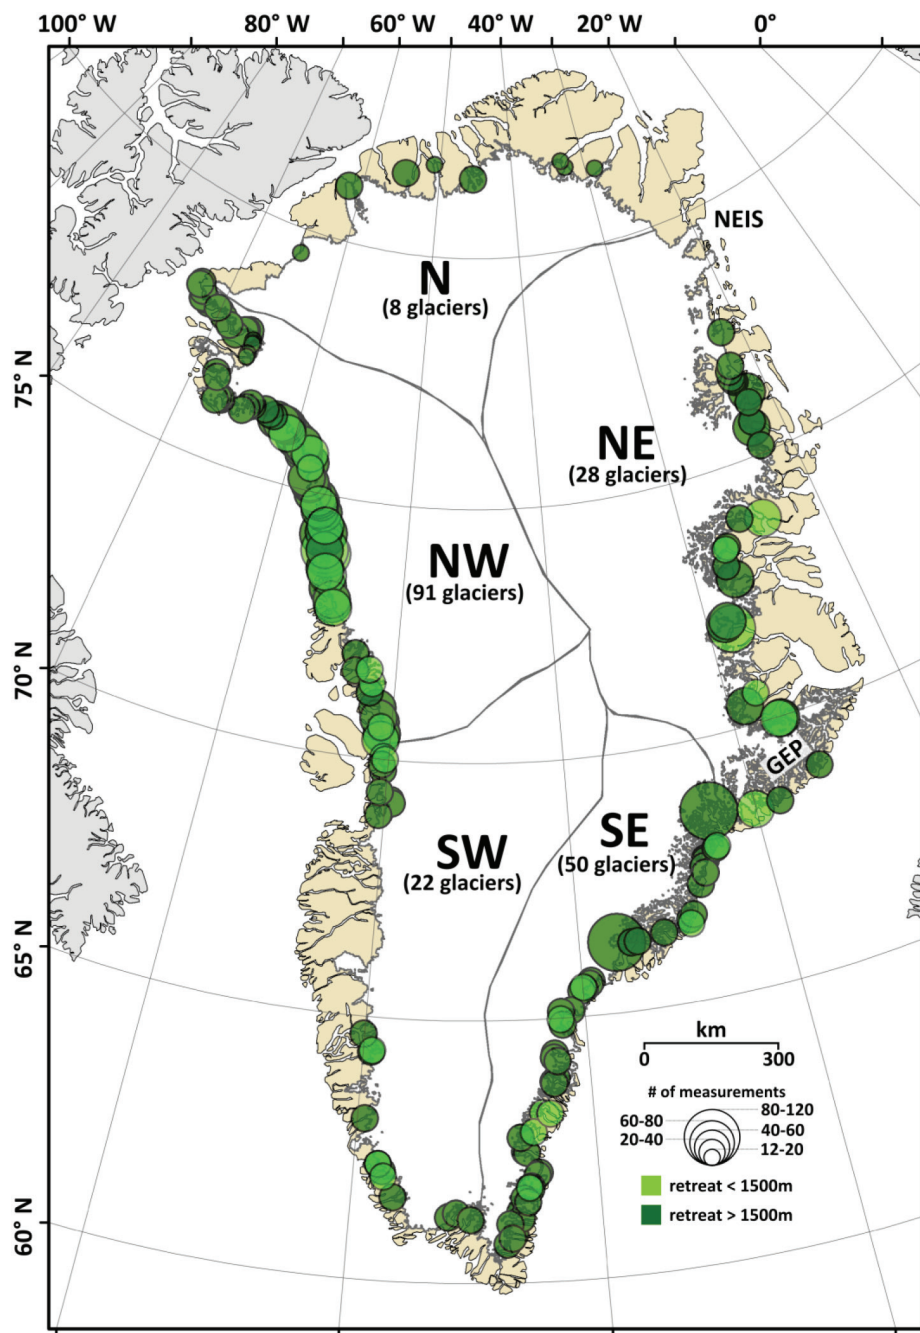 100° W 80° W 60° W 40° W 20° W 0°
NEIS
N
(8 glaciers)
75° N
NE
(28 glaciers)
NW
(91 glaciers)
70° N
GEP
SE
(50 glaciers)
SW
(22 glaciers)
65° N
km
0 300
# of measurements
80-120
60-80
40-60
20-40
12-20
retreat < 1500m
retreat > 1500m
60° N